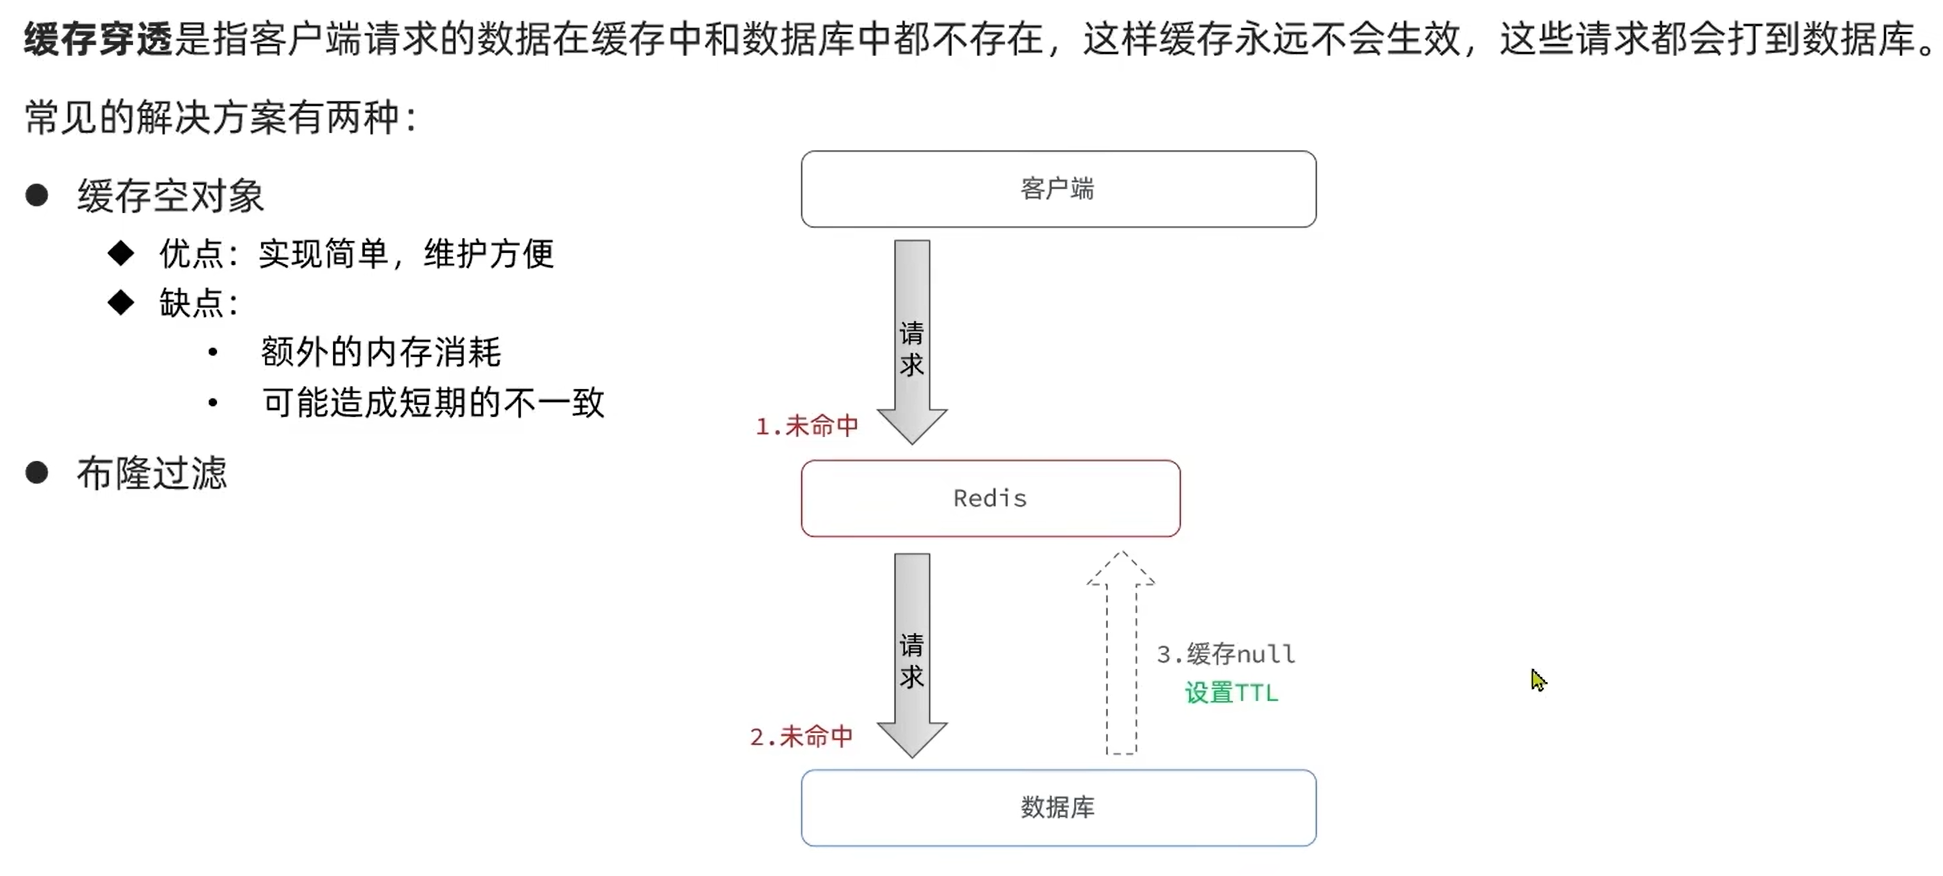 缓存穿透是指客户端请求的数据在缓存中和数据库中都不存在，这样缓存永远不会生效，这些请求都会打到数据库。
常见的解决方案有两种：
● 缓存空对象
◆ 优点：实现简单，维护方便
◆ 缺点：
• 额外的内存消耗
• 可能造成短期的不一致
● 布隆过滤
客户端
请求
1.未命中
Redis
请求
3.缓存null
设置TTL
2.未命中
数据库